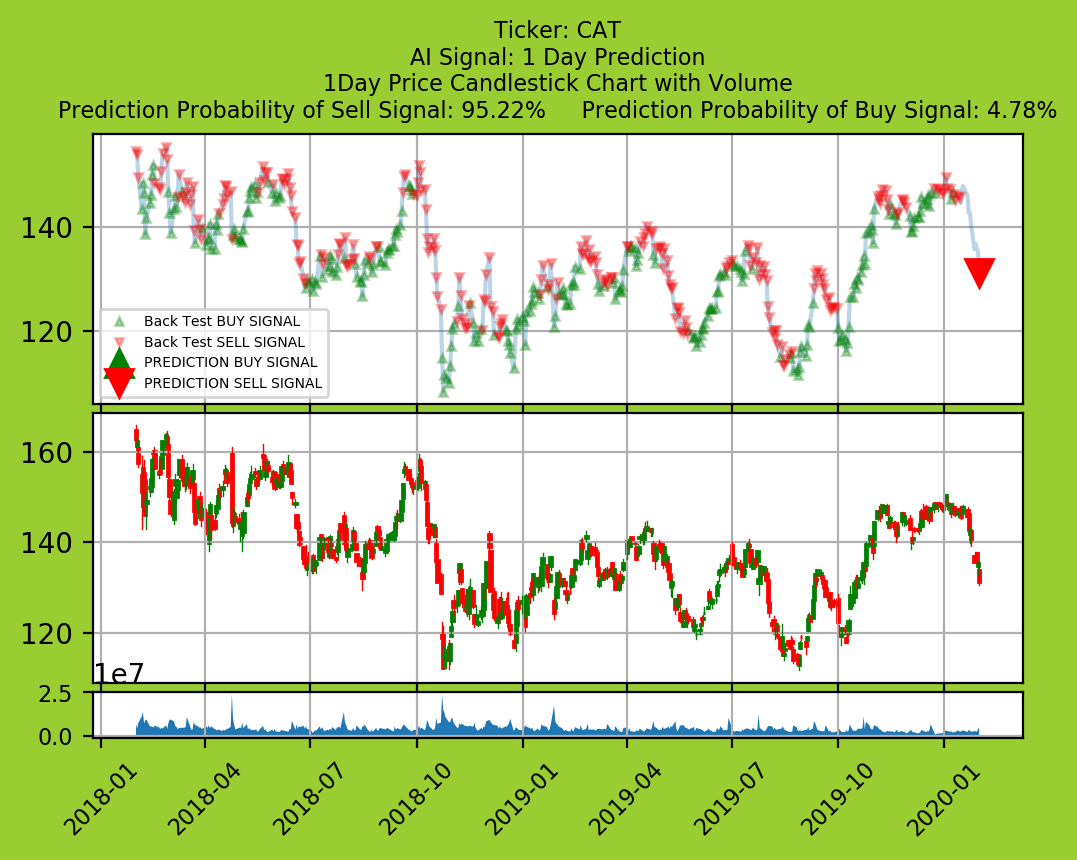 Ticker: CAT
AI Signal: 1 Day Prediction
1Day Price Candlestick Chart with Volume
Prediction Probability of Sell Signal: 95.22% Prediction Probability of Buy Signal: 4.78%
140
120
Back Test BUY SIGNAL
Back Test SELL SIGNAL
PREDICTION BUY SIGNAL
PREDICTION SELL SIGNAL
160
140
120
1e7
2.5
0.0
2018-01 2018-04 2018-07 2018-10 2019-01 2019-04 2019-07 2019-10 2020-01